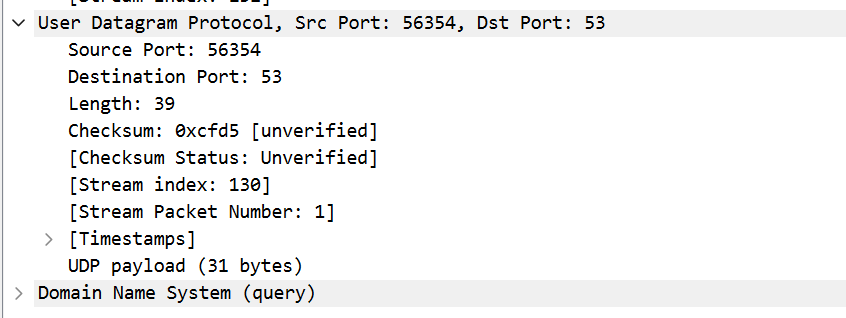 User Datagram Protocol, Src Port: 56354, Dst Port: 53
Source Port: 56354
Destination Port: 53
Length: 39
Checksum: 0xcfd5 [unverified]
[Checksum Status: Unverified]
[Stream index: 130]
[Stream Packet Number: 1]
[Timestamps]
UDP payload (31 bytes)
Domain Name System (query)